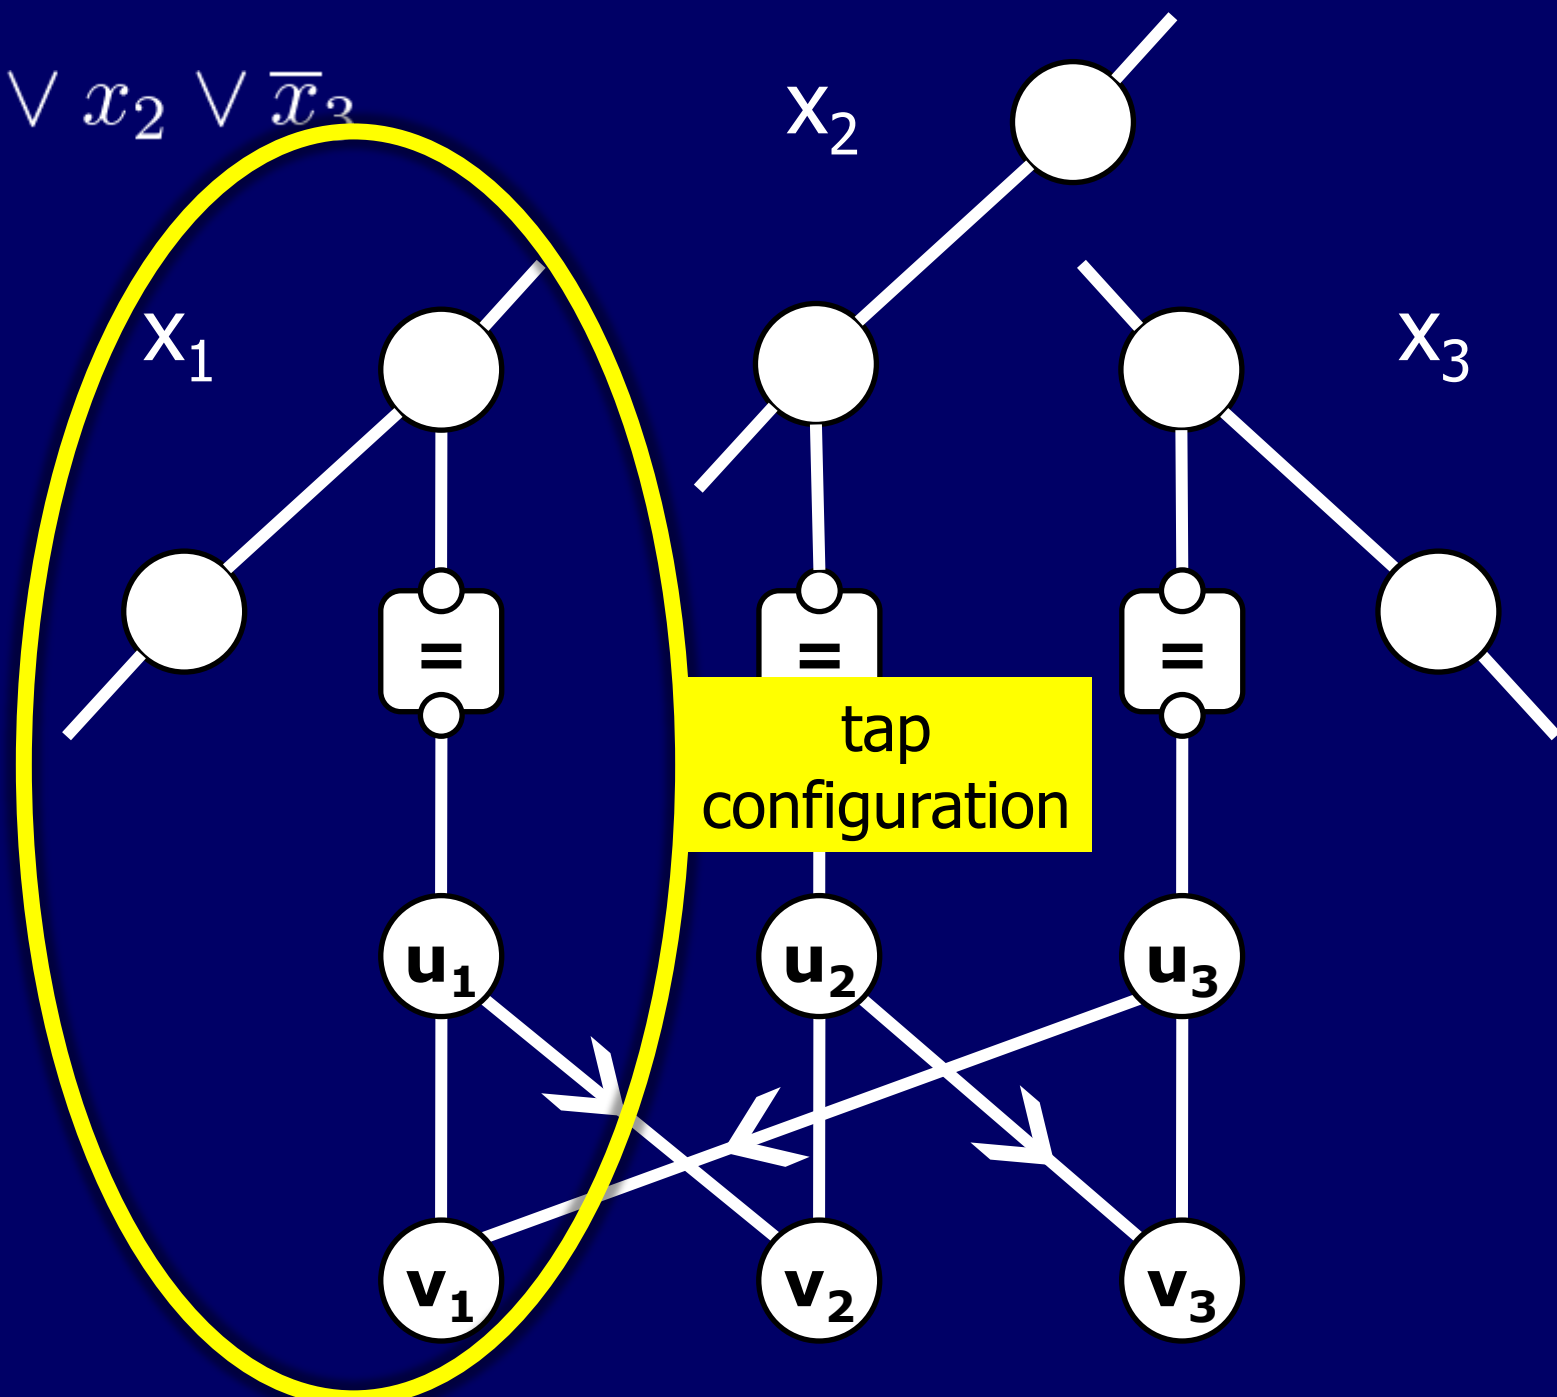 ∨ x₂ ∨ x̅₃
x₂
x₁
x₃
= = =
tap
configuration
u₁ u₂ u₃
v₁ v₂ v₃